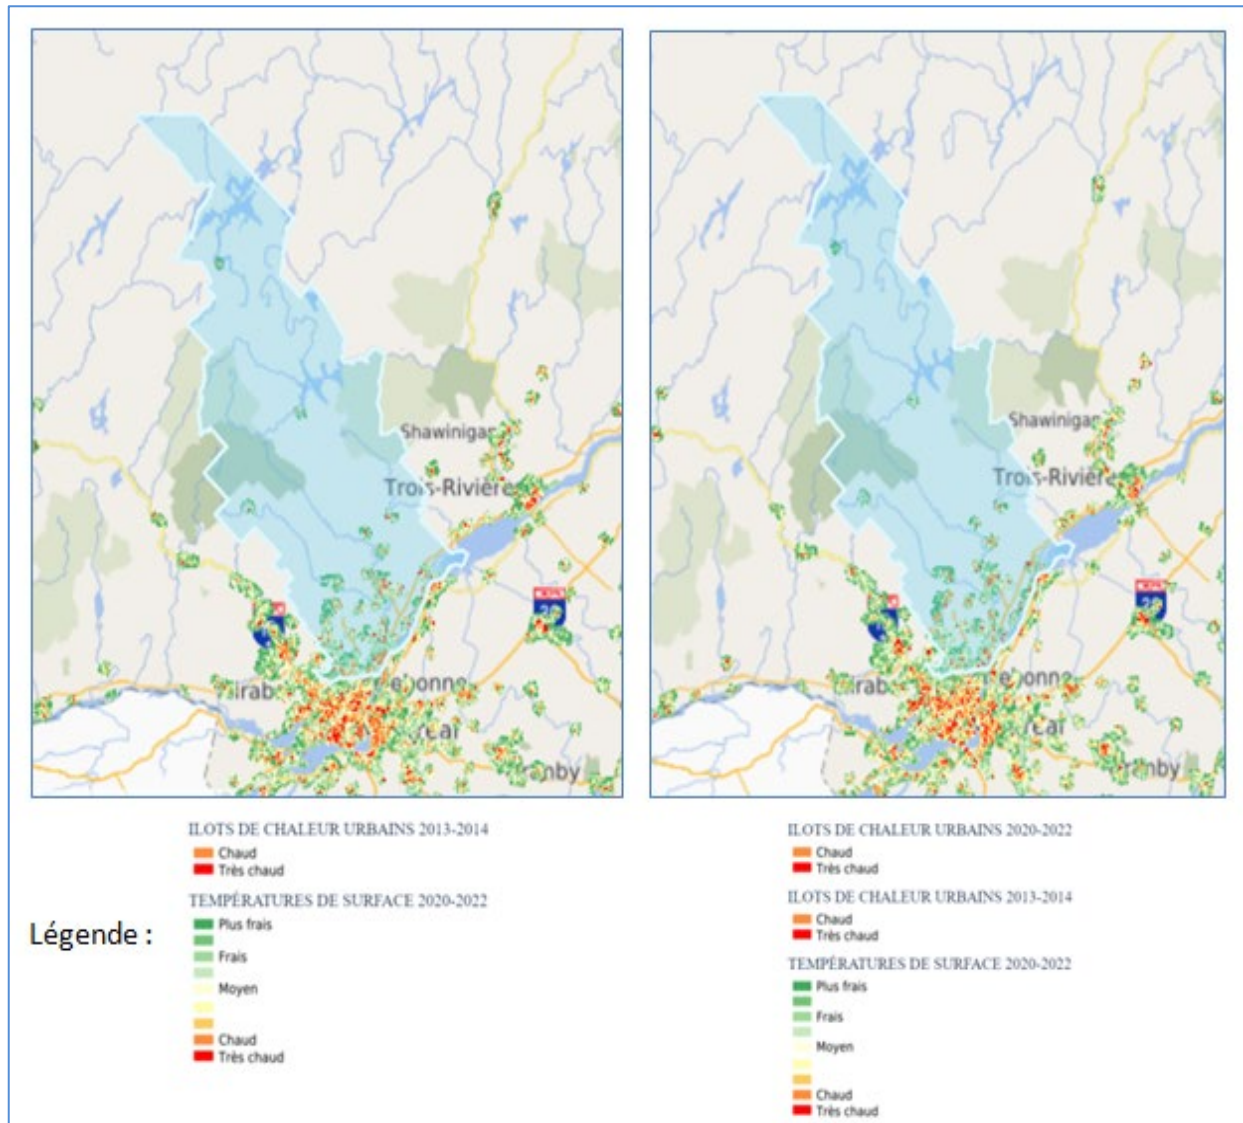 Shawinigan
Trois-Rivière
Shawinigan
Trois-Rivière
ILOTS DE CHALEUR URBAINS 2013-2014
Chaud
Très chaud
TEMPÉRATURES DE SURFACE 2020-2022
Plus frais
Frais
Moyen
Chaud
Très chaud
Légende :
ILOTS DE CHALEUR URBAINS 2020-2022
Chaud
Très chaud
ILOTS DE CHALEUR URBAINS 2013-2014
Chaud
Très chaud
TEMPÉRATURES DE SURFACE 2020-2022
Plus frais
Frais
Moyen
Chaud
Très chaud